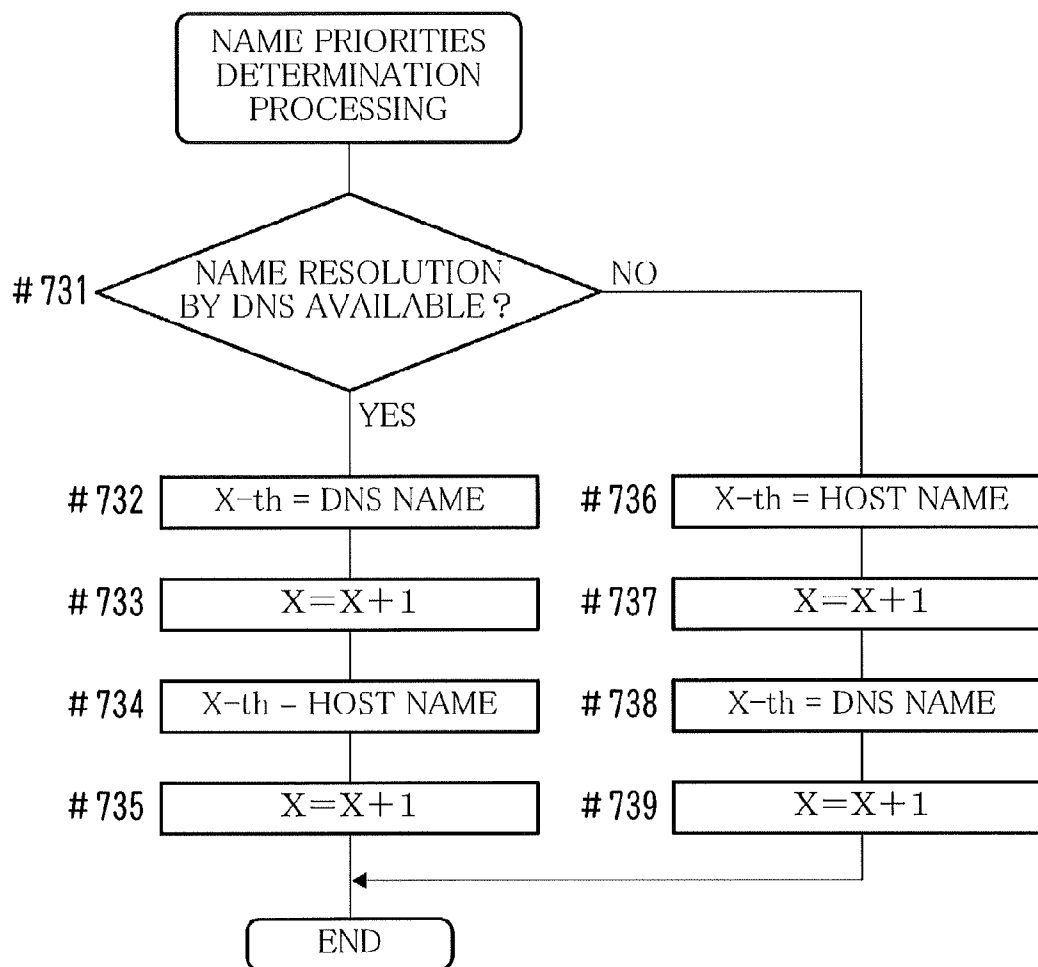 NAME PRIORITIES
DETERMINATION
PROCESSING
#731
NAME RESOLUTION
BY DNS AVAILABLE?
NO
YES
#732
X-th = DNS NAME
#733
X=X+1
#734
X-th - HOST NAME
#735
X=X+1
#736
X-th = HOST NAME
#737
X=X+1
#738
X-th = DNS NAME
#739
X=X+1
END